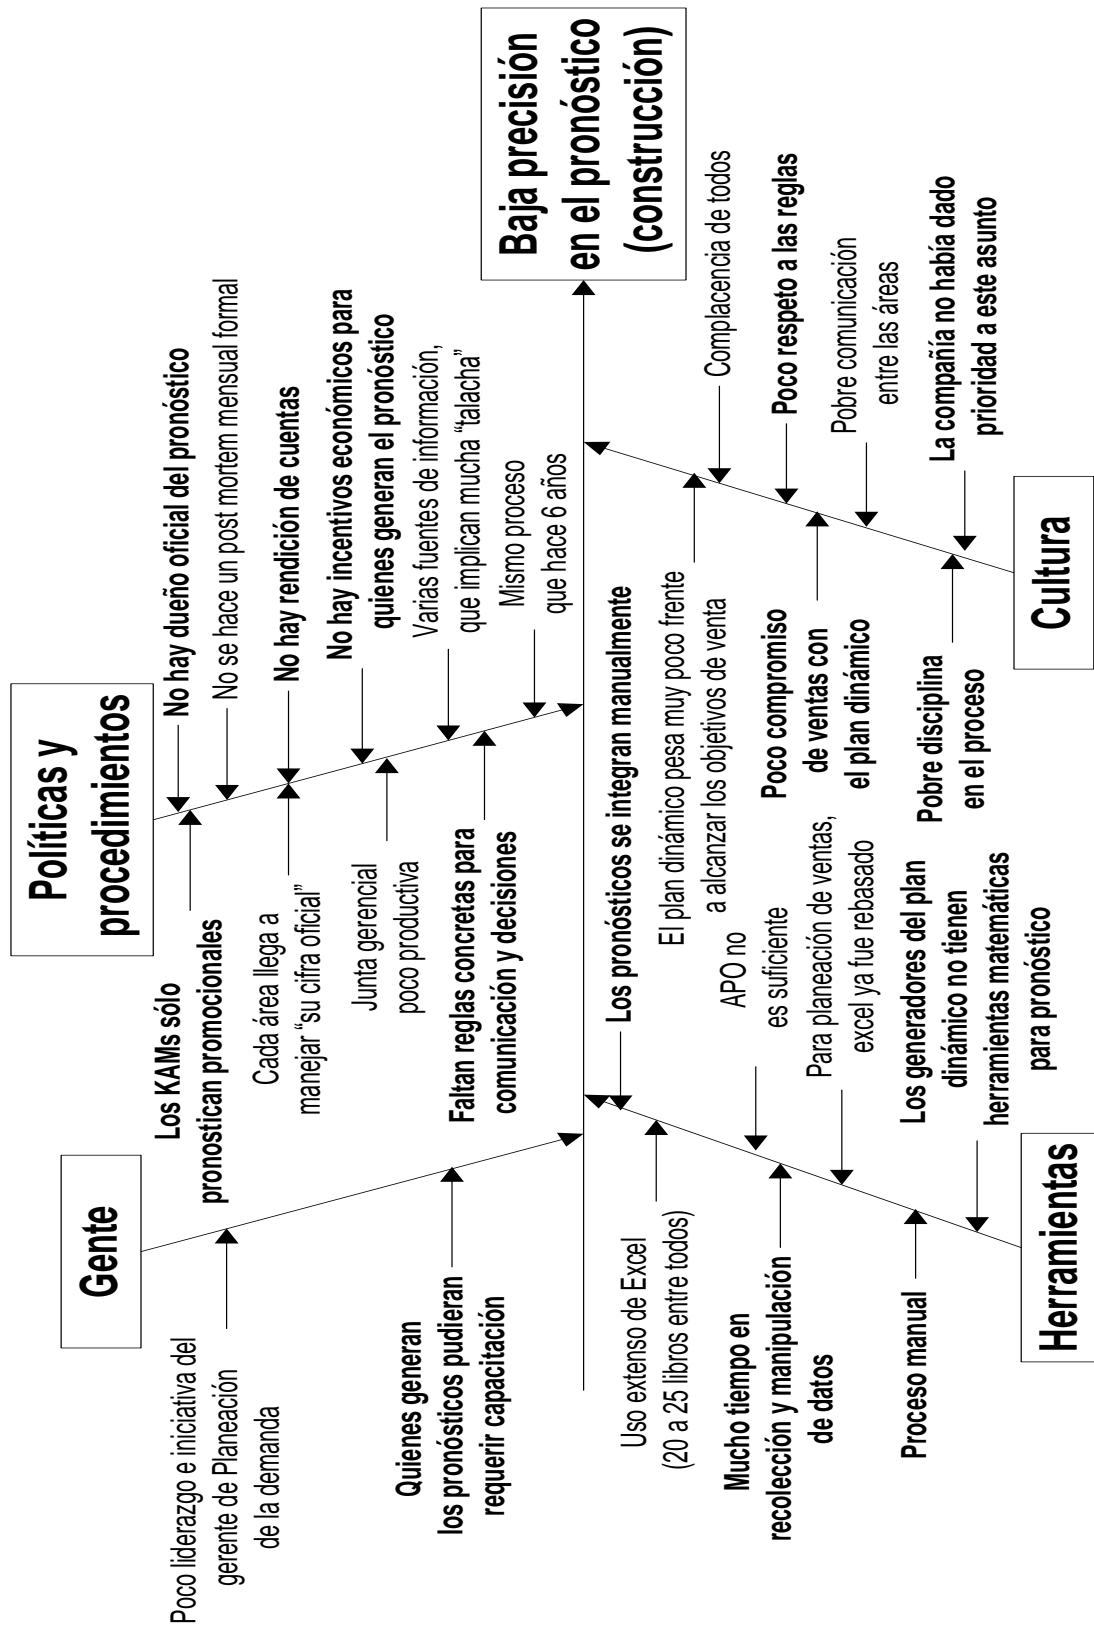 Gente
Poco liderazgo e iniciativa del
gerente de Planeación
de la demanda
Quienes generan
los pronósticos pudieran
requerir capacitación
Políticas y
procedimientos
Los KAMs sólo
pronostican promocionales
Cada área llega a
manejar “su cifra oficial”
Junta gerencial
poco productiva
Faltan reglas concretas para
comunicación y decisiones
No hay dueño oficial del pronóstico
No se hace un post mortem mensual formal
No hay rendición de cuentas
No hay incentivos económicos para
quienes generan el pronóstico
Varias fuentes de información,
que implican mucha “talacha”
Mismo proceso
que hace 6 años
Baja precisión
en el pronóstico
(construcción)
Uso extenso de Excel
(20 a 25 libros entre todos)
Mucho tiempo en
recolección y manipulación
de datos
Proceso manual
Los pronósticos se integran manualmente
APO no
es suficiente
Para planeación de ventas,
excel ya fue rebasado
Los generadores del plan
dinámico no tienen
herramientas matemáticas
para pronóstico
Herramientas
El plan dinámico pesa muy poco frente
a alcanzar los objetivos de venta
Poco compromiso
de ventas con
el plan dinámico
Pobre disciplina
en el proceso
Complacencia de todos
Poco respeto a las reglas
Pobre comunicación
entre las áreas
La compañía no había dado
prioridad a este asunto
Cultura